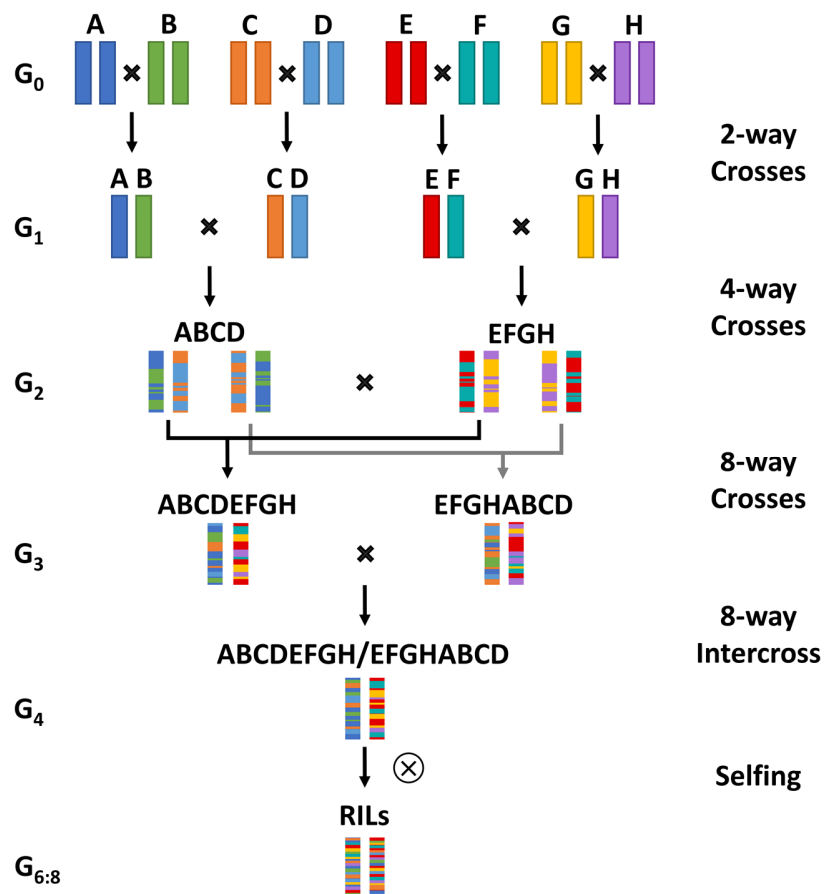 A B C D E F G H
G0
2-way
Crosses
A B C D E F G H
G1
4-way
Crosses
ABCD EFGH
G2
8-way
Crosses
ABCDEFGH EFGHABCD
G3
8-way
Intercross
ABCDEFGH/EFGHABCD
G4
Selfing
RILs
G6:8